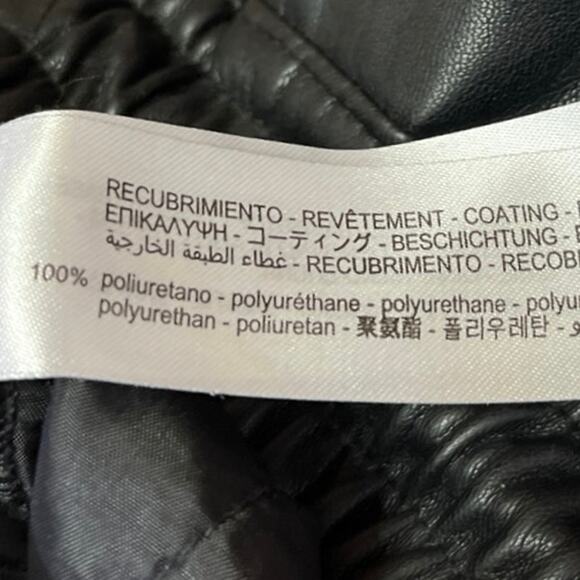 RECUBRIMIENTO - REVÊTEMENT - COATING -
ΕΠΙΚΑΛΥΨΗ - コーティング - BESCHICHTUNG -
غطاء الطبقة الخارجية - RECUBRIMENTO - RECOB
100% poliuretano - polyuréthane - polyurethane - polyu
polyurethan - poliuretan - 聚氨酯 - 폴리우레탄 -